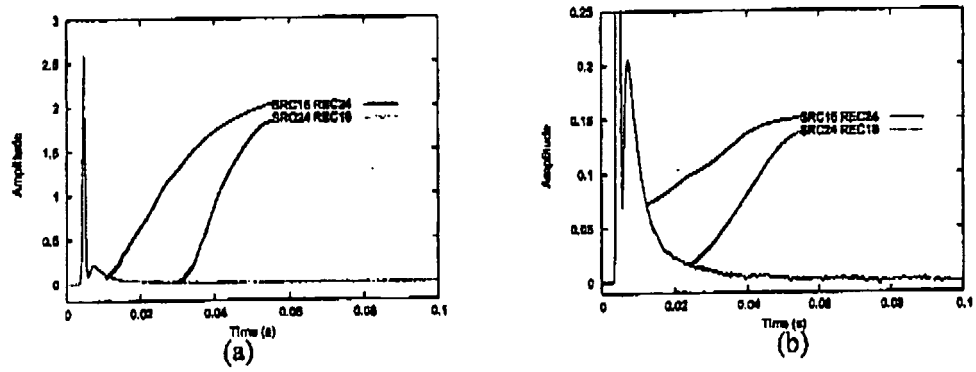 3
2.5
2
1.5
1
0.5
0
Amplitude
SRC16 REC24
SRC24 REC16
0
0.02
0.04
0.06
0.08
0.1
Time (s)
(a)
0.25
0.2
0.15
0.1
0.05
0
Amplitude
SRC16 REC24
SRC24 REC16
0
0.02
0.04
0.06
0.08
0.1
Time (s)
(b)